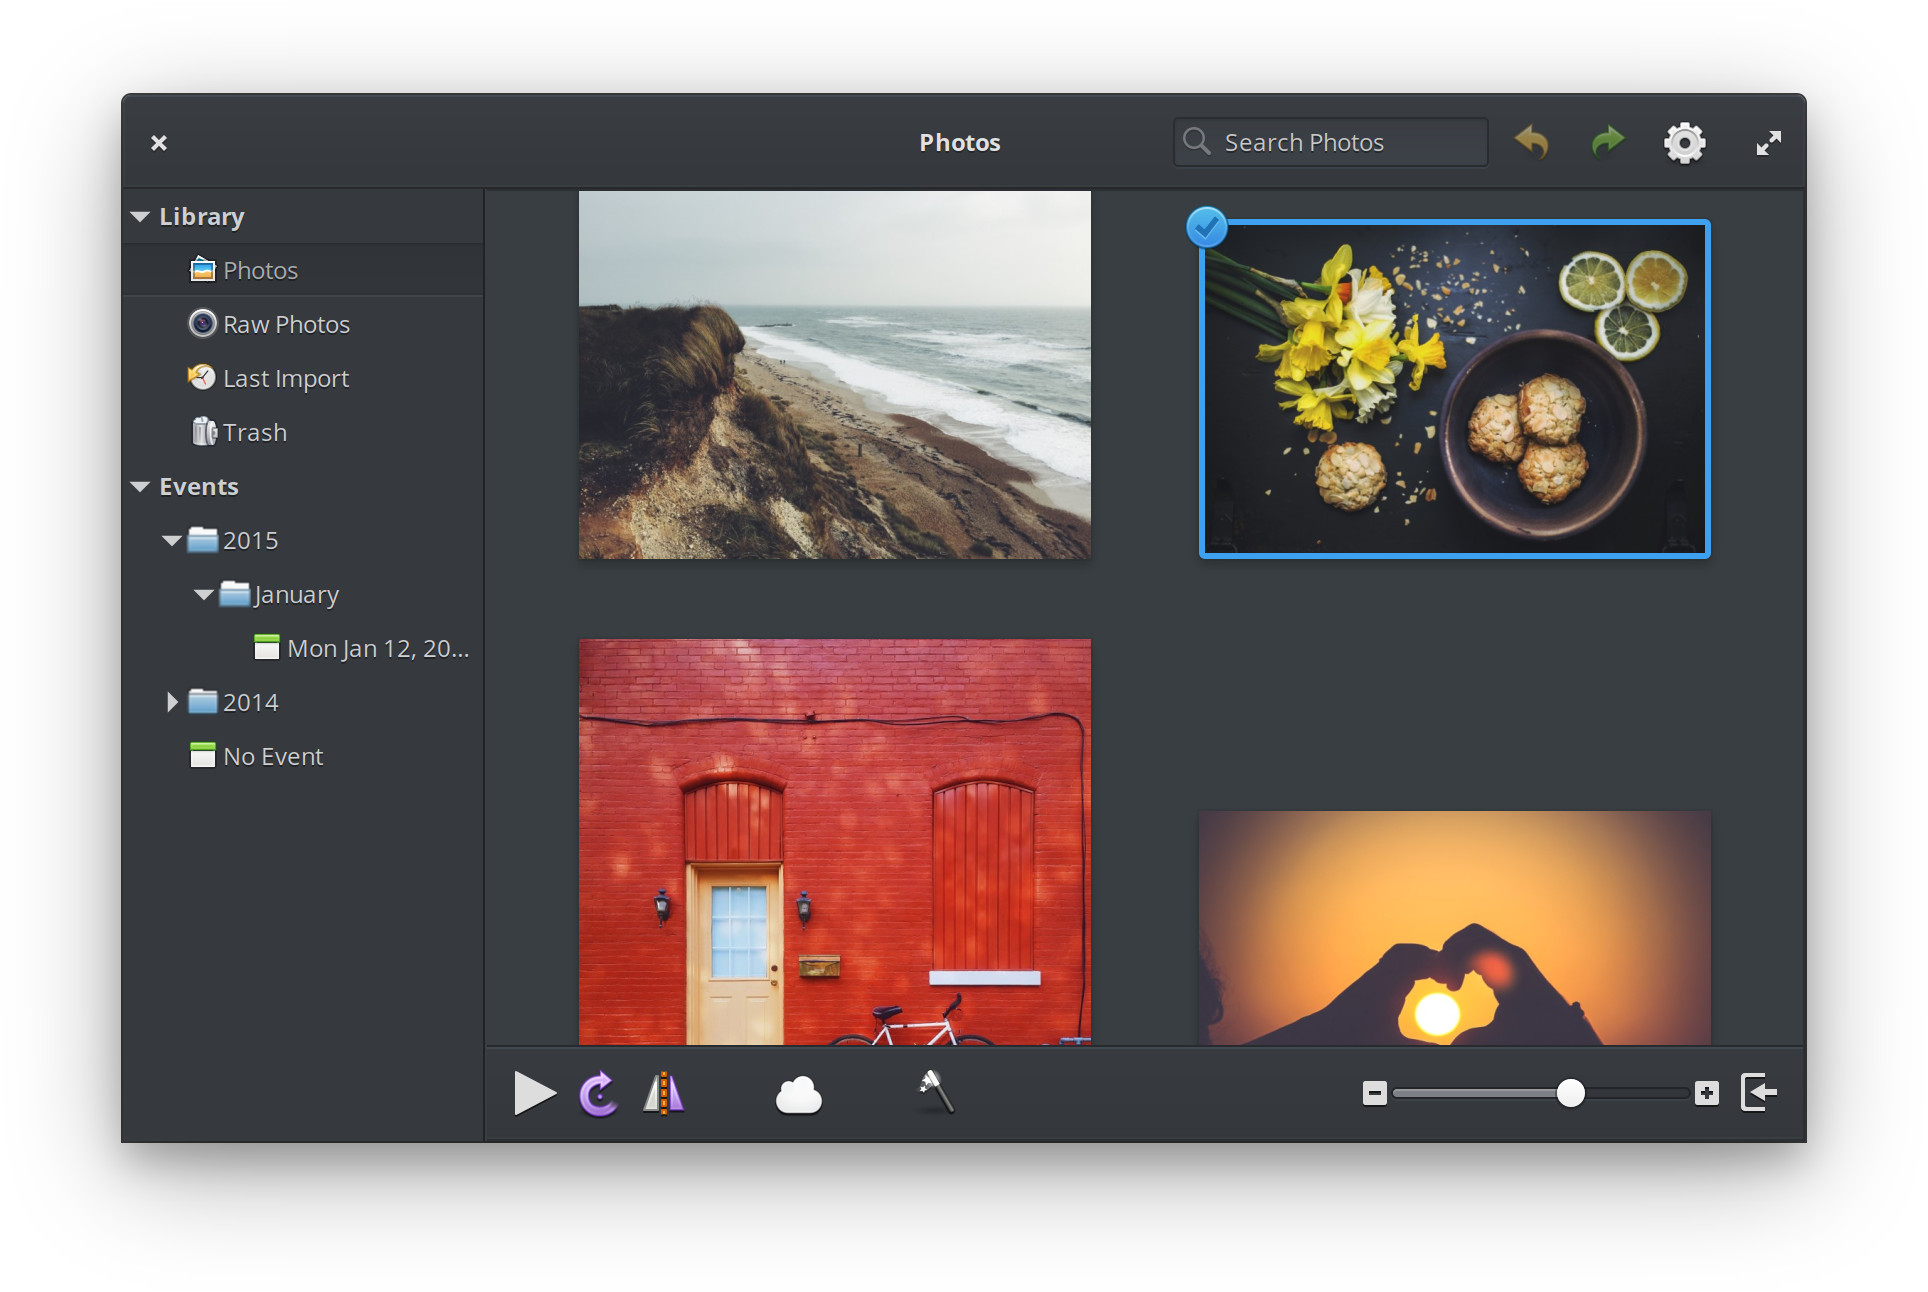 Photos
Search Photos
Library
Photos
Raw Photos
Last Import
Trash
Events
2015
January
Mon Jan 12, 20...
2014
No Event